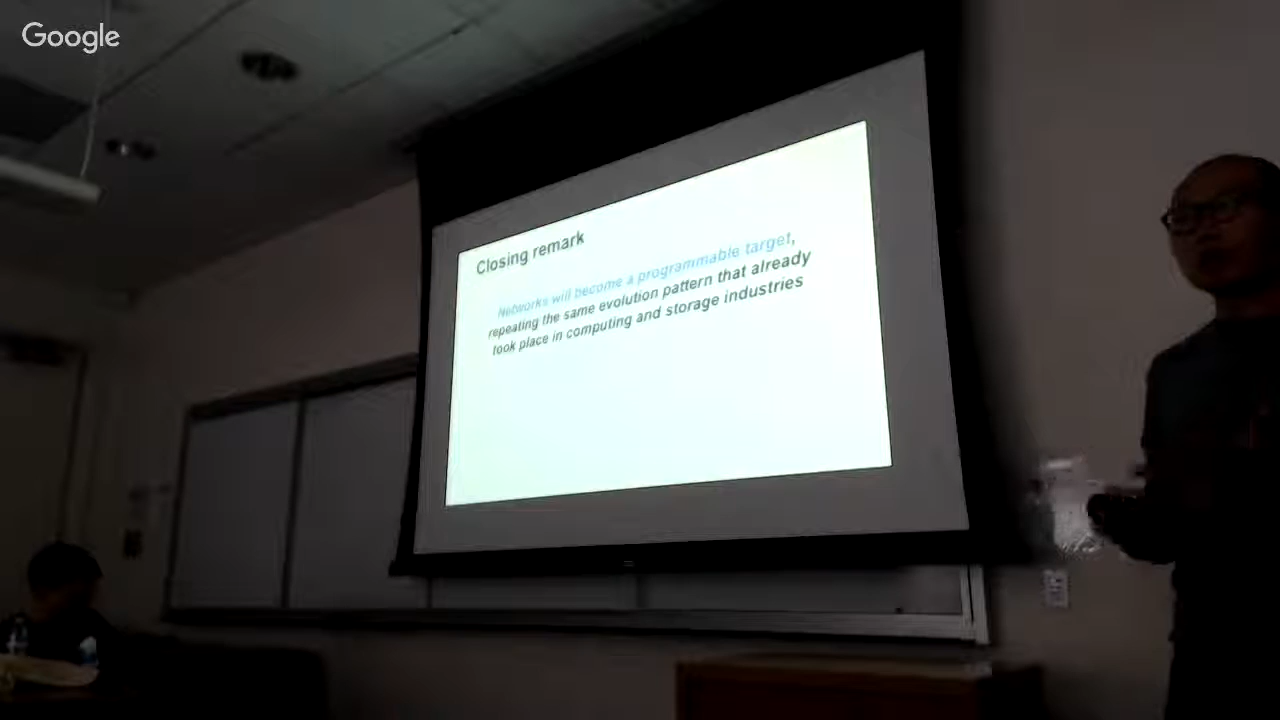 Google
Closing remark
Networks will become a programmable target,
repeating the same evolution pattern that already
took place in computing and storage industries